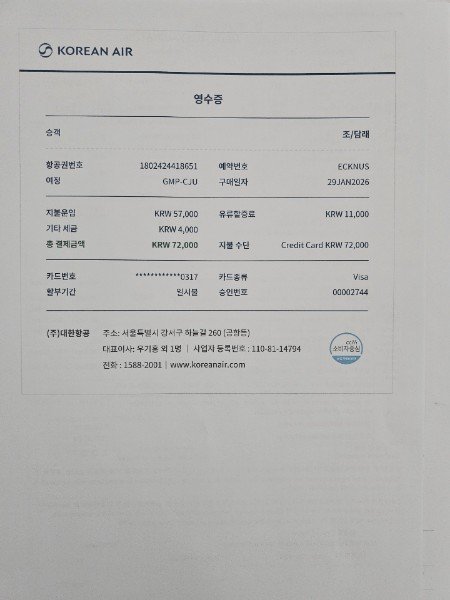 KOREAN AIR
영수증
승객 조/담래
항공권번호 1802424418651 예약번호 ECKNUS
여정 GMP-CJU 구매일자 29JAN2026
지불운임 KRW 57,000 유류할증료 KRW 11,000
기타 세금 KRW 4,000
총 결제금액 KRW 72,000 지불 수단 Credit Card KRW 72,000
카드번호 ************0317 카드종류 Visa
할부기간 일시불 승인번호 00002744
(주)대한항공 주소: 서울특별시 강서구 하늘길 260 (공항동)
대표이사: 우기홍 외 1명 | 사업자 등록번호 : 110-81-14794
전화 : 1588-2001 | www.koreanair.com
ccm
소비자중심